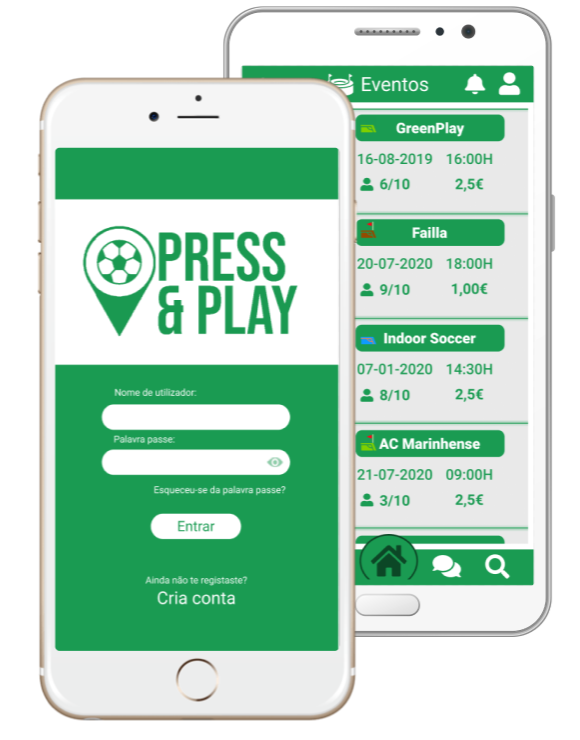 PRESS
& PLAY
Nome de utilizador:
Palavra passe:
Esqueceu-se da palavra passe?
Entrar
Ainda não te registaste?
Cria conta
Eventos
GreenPlay
16-08-2019 16:00H
6/10 2,5€
Failla
20-07-2020 18:00H
9/10 1,00€
Indoor Soccer
07-01-2020 14:30H
8/10 2,5€
AC Marinhense
21-07-2020 09:00H
3/10 2,5€